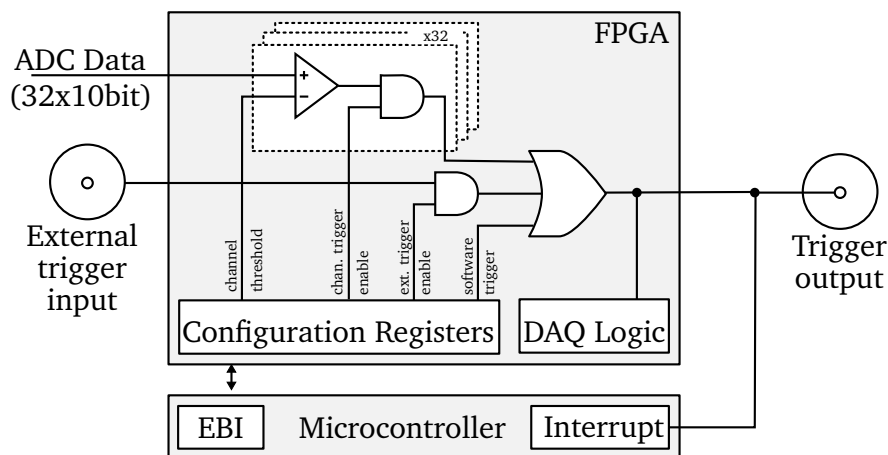 FPGA
x32
ADC Data
(32x10bit)
External
trigger
input
channel
threshold
chan. trigger
enable
ext. trigger
enable
software
trigger
Trigger
output
Configuration Registers
DAQ Logic
EBI
Microcontroller
Interrupt